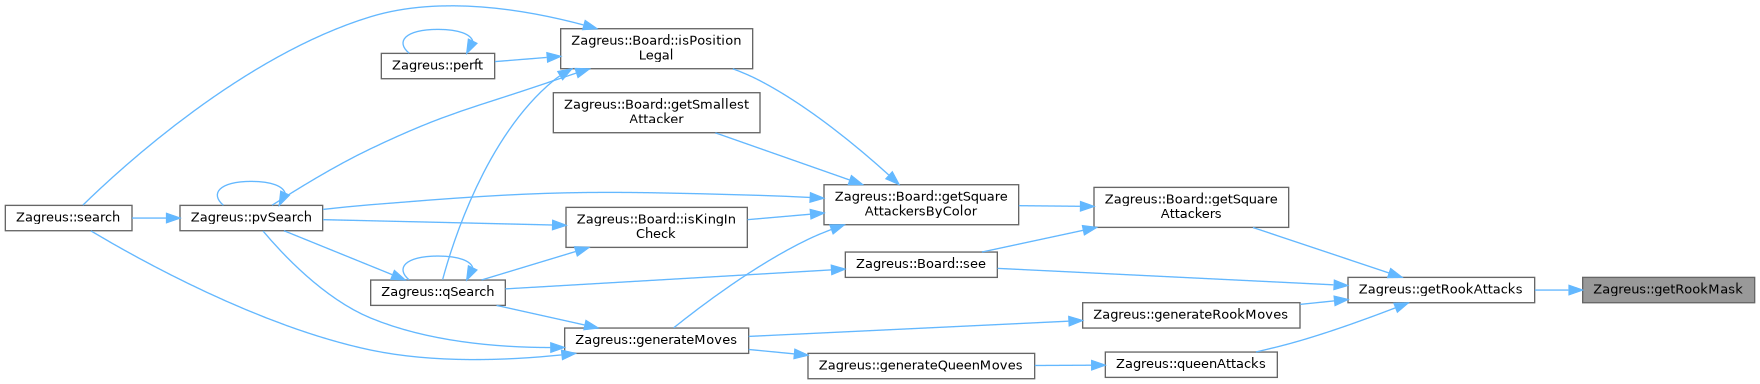 Zagreus::Board::isPosition
Legal
Zagreus::perft
Zagreus::Board::getSmallest
Attacker
Zagreus::search
Zagreus::pvSearch
Zagreus::Board::getSquare
AttackersByColor
Zagreus::Board::getSquare
Attackers
Zagreus::Board::isKingIn
Check
Zagreus::Board::see
Zagreus::qSearch
Zagreus::getRookAttacks
Zagreus::getRookMask
Zagreus::generateRookMoves
Zagreus::generateMoves
Zagreus::generateQueenMoves
Zagreus::queenAttacks